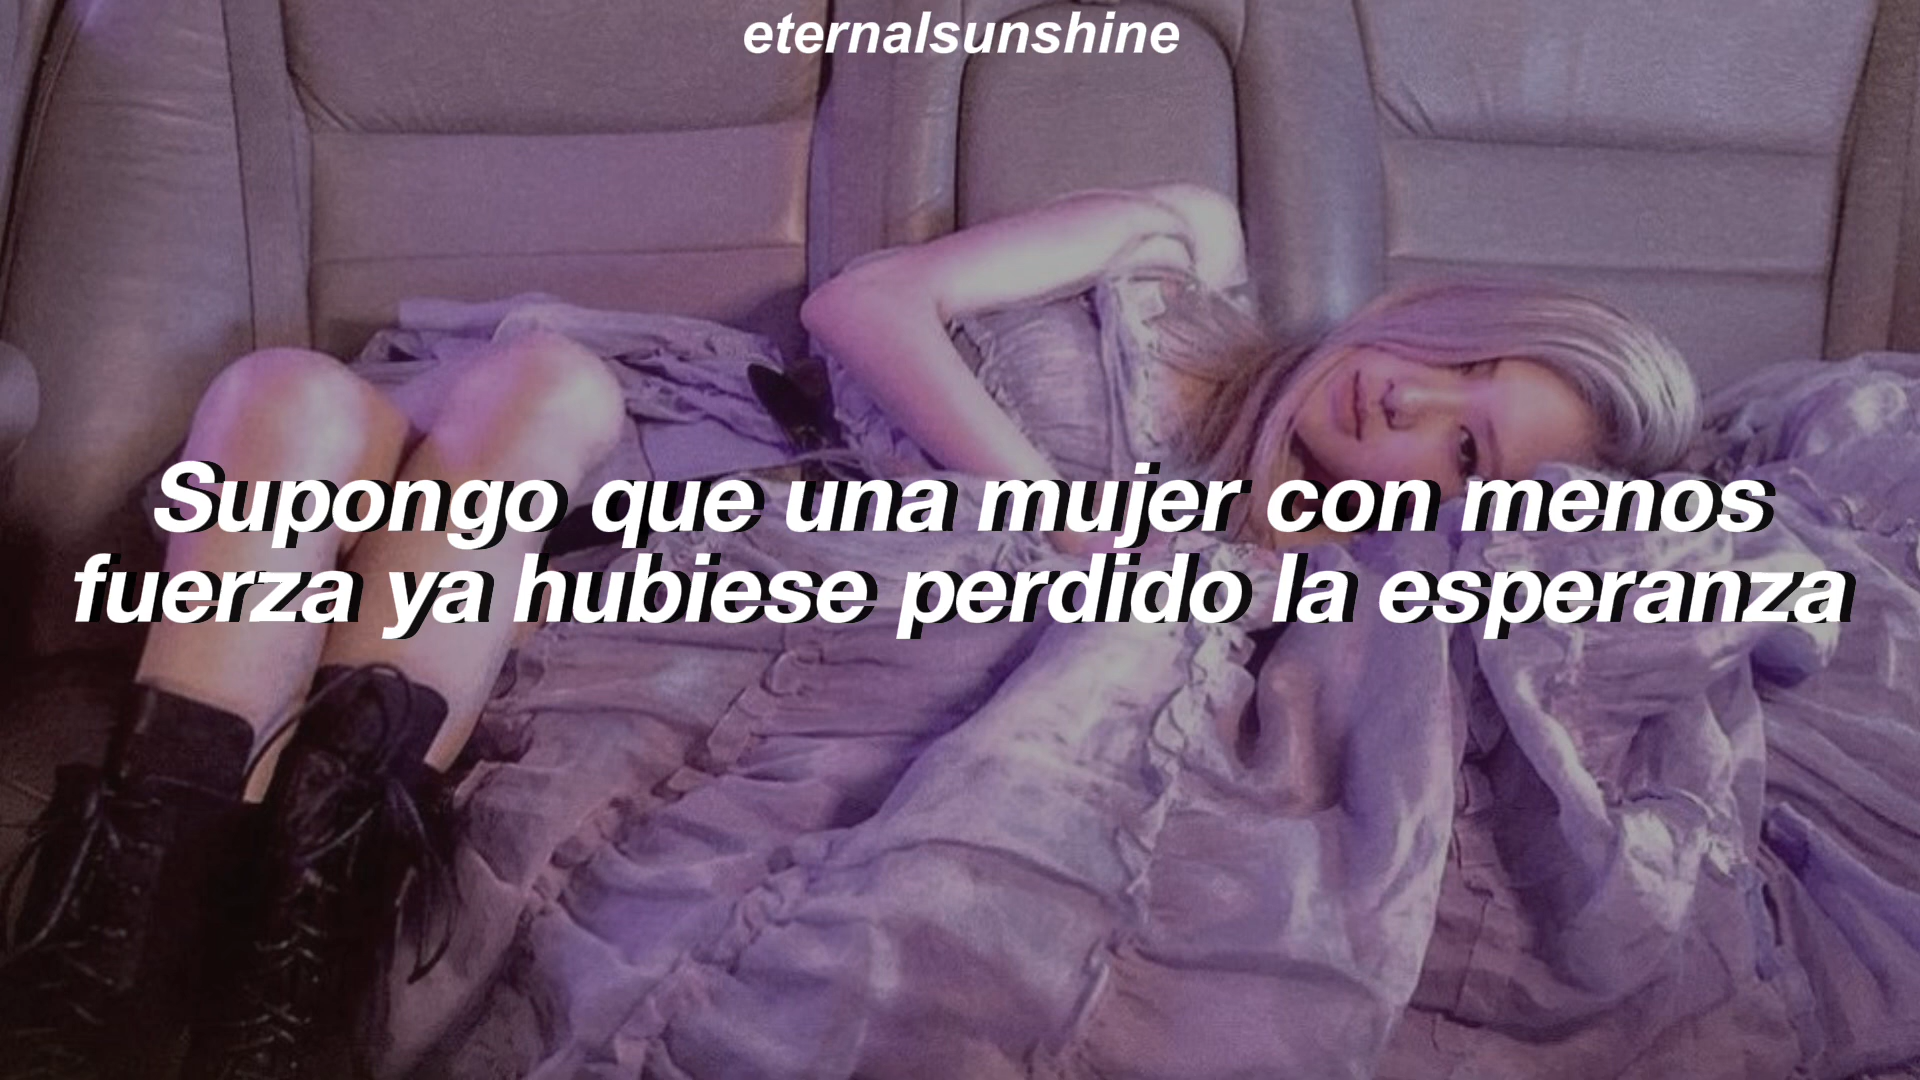 eternalsunshine
Supongo que una mujer con menos
fuerza ya hubiese perdido la esperanza